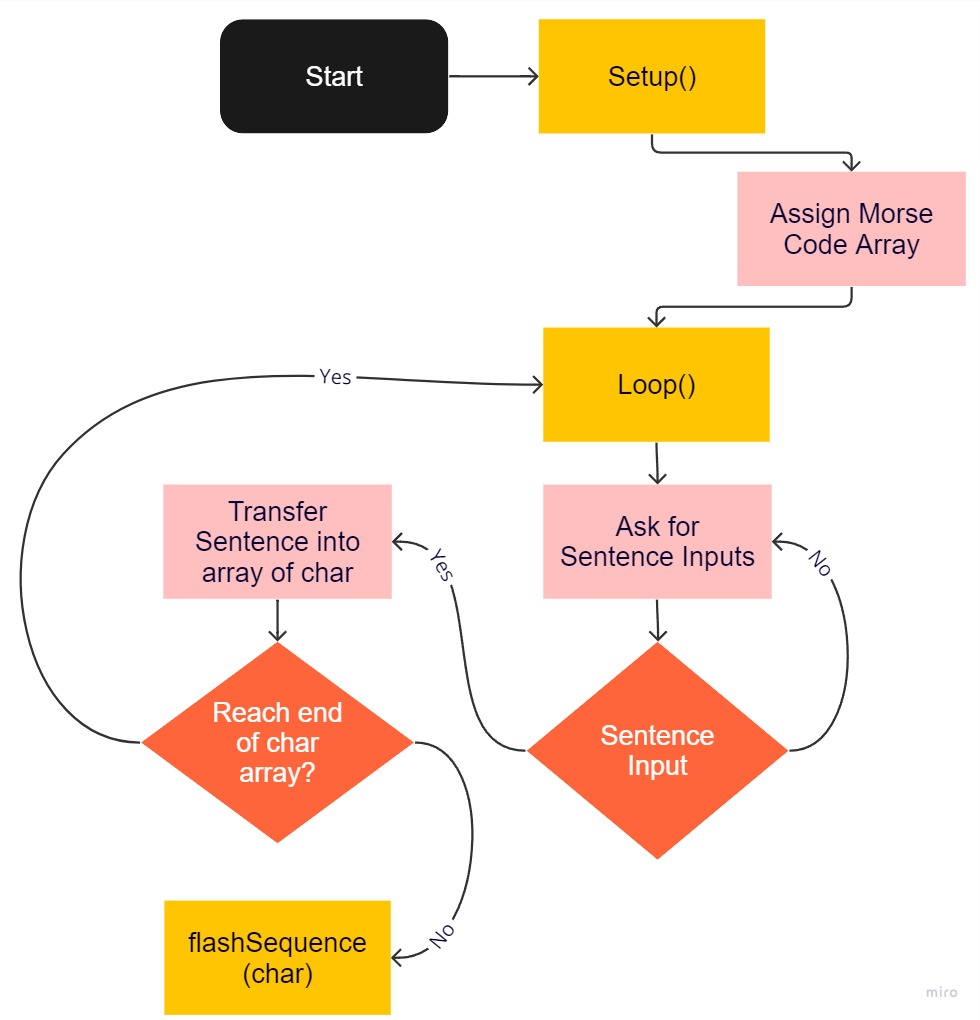 Start
Setup()
Assign Morse
Code Array
Loop()
Yes
Transfer
Sentence into
array of char
Yes
Ask for
Sentence Inputs
No
Reach end
of char
array?
Sentence
Input
No
flashSequence
(char)
miro